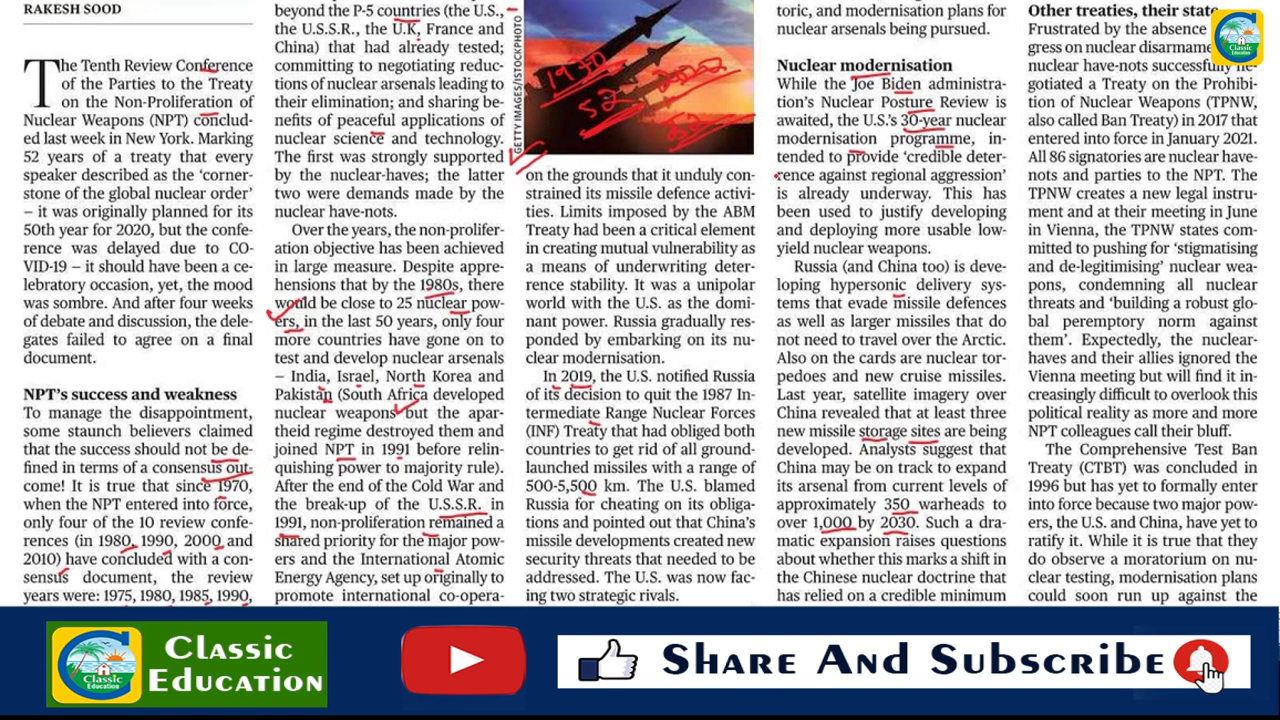 RAKESH SOOD
The Tenth Review Conference
of the Parties to the Treaty
on the Non-Proliferation of
Nuclear Weapons (NPT) conclud-
ed last week in New York. Marking
52 years of a treaty that every
speaker described as the ‘corner-
stone of the global nuclear order’
– it was originally planned for its
50th year for 2020, but the confe-
rence was delayed due to CO-
VID-19 – it should have been a ce-
lebratory occasion, yet, the mood
was sombre. And after four weeks
of debate and discussion, the dele-
gates failed to agree on a final
document.
NPT’s success and weakness
To manage the disappointment,
some staunch believers claimed
that the success should not be de-
fined in terms of a consensus out-
come! It is true that since 1970,
when the NPT entered into force,
only four of the 10 review confe-
rences (in 1980, 1990, 2000 and
2010) have concluded with a con-
sensus document, the review
years were: 1975, 1980, 1985, 1990,
beyond the P-5 countries (the U.S.,
the U.S.S.R., the U.K, France and
China) that had already tested;
committing to negotiating reduc-
tions of nuclear arsenals leading to
their elimination; and sharing be-
nefits of peaceful applications of
nuclear science and technology.
The first was strongly supported
by the nuclear-haves; the latter
two were demands made by the
nuclear have-nots.
Over the years, the non-prolifer-
ation objective has been achieved
in large measure. Despite appre-
hensions that by the 1980s, there
would be close to 25 nuclear pow-
ers, in the last 50 years, only four
more countries have gone on to
test and develop nuclear arsenals
– India, Israel, North Korea and
Pakistan (South Africa developed
nuclear weapons but the apar-
theid regime destroyed them and
joined NPT in 1991 before relin-
quishing power to majority rule).
After the end of the Cold War and
the break-up of the U.S.S.R. in
1991, non-proliferation remained a
shared priority for the major pow-
ers and the International Atomic
Energy Agency, set up originally to
promote international co-opera-
GETTY IMAGES/ISTOCKPHOTO
1970
2022
52
52
on the grounds that it unduly con-
strained its missile defence activi-
ties. Limits imposed by the ABM
Treaty had been a critical element
in creating mutual vulnerability as
a means of underwriting deter-
rence stability. It was a unipolar
world with the U.S. as the domi-
nant power. Russia gradually res-
ponded by embarking on its nu-
clear modernisation.
In 2019, the U.S. notified Russia
of its decision to quit the 1987 In-
termediate Range Nuclear Forces
(INF) Treaty that had obliged both
countries to get rid of all ground-
launched missiles with a range of
500-5,500 km. The U.S. blamed
Russia for cheating on its obliga-
tions and pointed out that China’s
missile developments created new
security threats that needed to be
addressed. The U.S. was now fac-
ing two strategic rivals.
toric, and modernisation plans for
nuclear arsenals being pursued.
Nuclear modernisation
While the Joe Biden administra-
tion’s Nuclear Posture Review is
awaited, the U.S.’s 30-year nuclear
modernisation programme, in-
tended to provide ‘credible deter-
rence against regional aggression’
is already underway. This has
been used to justify developing
and deploying more usable low-
yield nuclear weapons.
Russia (and China too) is deve-
loping hypersonic delivery sys-
tems that evade missile defences
as well as larger missiles that do
not need to travel over the Arctic.
Also on the cards are nuclear tor-
pedoes and new cruise missiles.
Last year, satellite imagery over
China revealed that at least three
new missile storage sites are being
developed. Analysts suggest that
China may be on track to expand
its arsenal from current levels of
approximately 350 warheads to
over 1,000 by 2030. Such a dra-
matic expansion raises questions
about whether this marks a shift in
the Chinese nuclear doctrine that
has relied on a credible minimum
Other treaties, their state
Frustrated by the absence
gress on nuclear disarmame
nuclear have-nots successfully ne-
gotiated a Treaty on the Prohibi-
tion of Nuclear Weapons (TPNW,
also called Ban Treaty) in 2017 that
entered into force in January 2021.
All 86 signatories are nuclear have-
nots and parties to the NPT. The
TPNW creates a new legal instru-
ment and at their meeting in June
in Vienna, the TPNW states com-
mitted to pushing for ‘stigmatising
and de-legitimising’ nuclear wea-
pons, condemning all nuclear
threats and ‘building a robust glo-
bal peremptory norm against
them’. Expectedly, the nuclear-
haves and their allies ignored the
Vienna meeting but will find it in-
creasingly difficult to overlook this
political reality as more and more
NPT colleagues call their bluff.
The Comprehensive Test Ban
Treaty (CTBT) was concluded in
1996 but has yet to formally enter
into force because two major pow-
ers, the U.S. and China, have yet to
ratify it. While it is true that they
do observe a moratorium on nu-
clear testing, modernisation plans
could soon run up against the
Classic
Education
Classic
Education
Classic
Education
Share And Subscribe